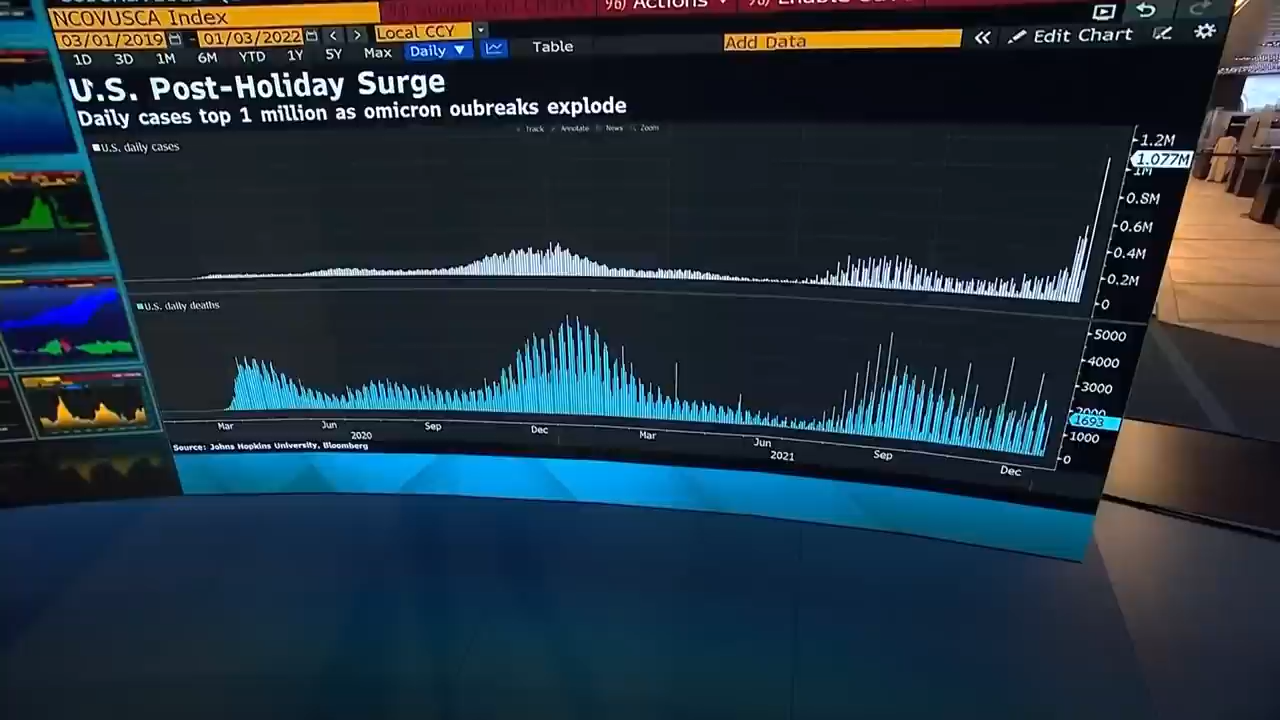 NCOVUSCA Index
96) Actions
03/01/2019 - 01/03/2022 Local CCY Add Data
1D 3D 1M 6M YTD 1Y 5Y Max Daily ▼ Table « Edit Chart
U.S. Post-Holiday Surge
Daily cases top 1 million as omicron oubreaks explode
Track Annotate News Zoom
U.S. daily cases
1.2M
1.077M
1M
0.8M
0.6M
0.4M
0.2M
0
U.S. daily deaths
5000
4000
3000
2000
1693
1000
0
Mar Jun Sep Dec Mar Jun Sep Dec
2020 2021
Source: Johns Hopkins University, Bloomberg